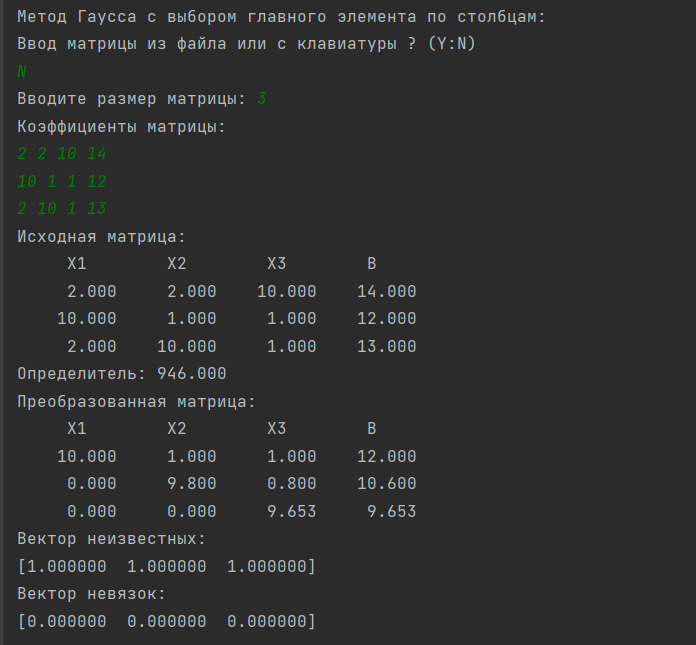 Метод Гаусса с выбором главного элемента по столбцам:
Ввод матрицы из файла или с клавиатуры ? (Y:N)
N
Вводите размер матрицы: 3
Коэффициенты матрицы:
2 2 10 14
10 1 1 12
2 10 1 13
Исходная матрица:
X1 X2 X3 B
2.000 2.000 10.000 14.000
10.000 1.000 1.000 12.000
2.000 10.000 1.000 13.000
Определитель: 946.000
Преобразованная матрица:
X1 X2 X3 B
10.000 1.000 1.000 12.000
0.000 9.800 0.800 10.600
0.000 0.000 9.653 9.653
Вектор неизвестных:
[1.000000 1.000000 1.000000]
Вектор невязок:
[0.000000 0.000000 0.000000]